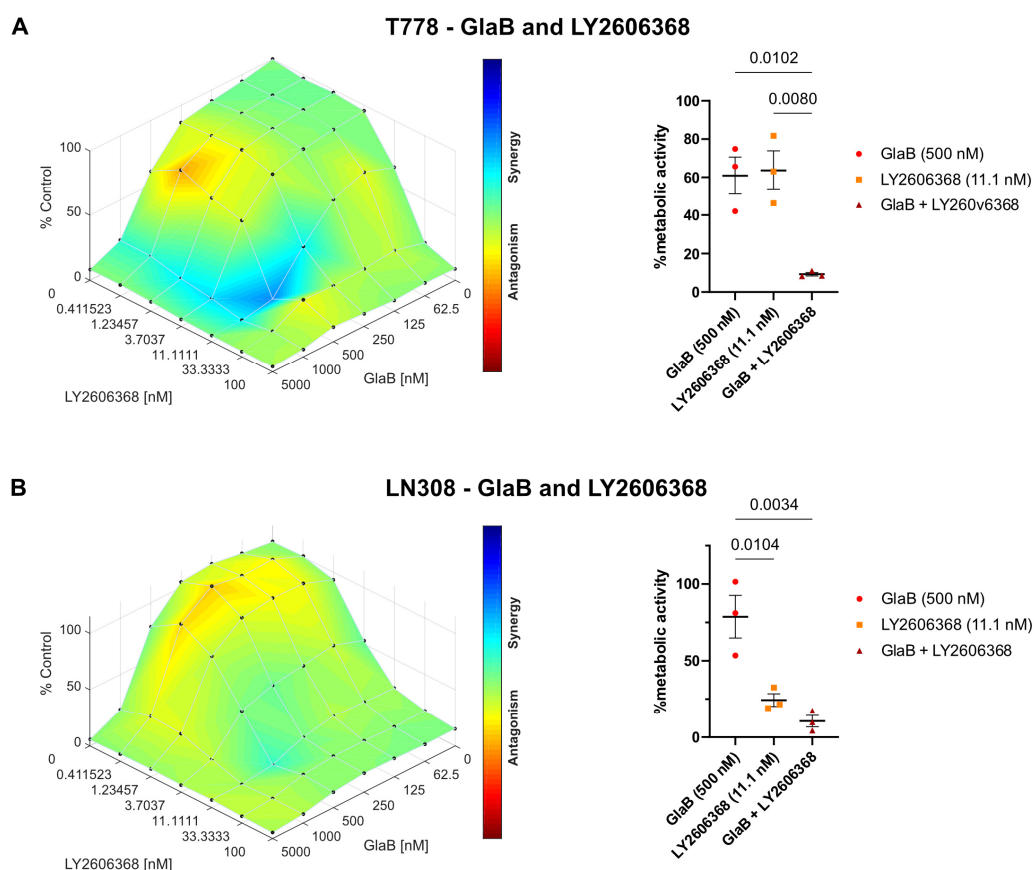 A
T778 - GlaB and LY2606368
% Control
100
50
0
0
0.411523
1.23457
3.7037
11.1111
33.3333
100
LY2606368 [nM]
5000
1000
500
250
125
62.5
0
GlaB [nM]
Synergy
Antagonism
0.0102
0.0080
%metabolic activity
100
80
60
40
20
0
GlaB (500 nM)
LY2606368 (11.1 nM)
GlaB + LY2606368
GlaB (500 nM)
LY2606368 (11.1 nM)
GlaB + LY260v6368
B
LN308 - GlaB and LY2606368
% Control
100
50
0
0
0.411523
1.23457
3.7037
11.1111
33.3333
100
LY2606368 [nM]
5000
1000
500
250
125
62.5
0
GlaB [nM]
Synergy
Antagonism
0.0034
0.0104
%metabolic activity
100
50
0
GlaB (500 nM)
LY2606368 (11.1 nM)
GlaB + LY2606368
GlaB (500 nM)
LY2606368 (11.1 nM)
GlaB + LY2606368